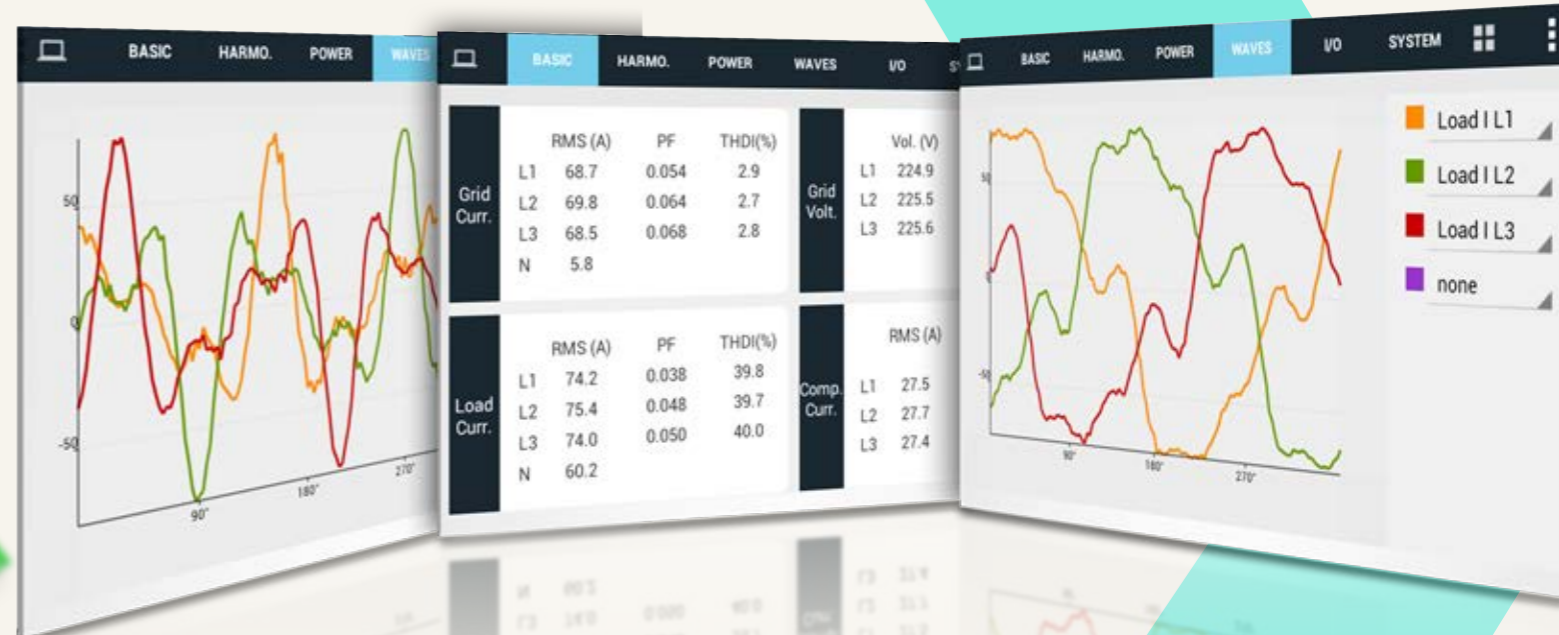 BASIC HARMO. POWER WAVES
50
0
-50
90°
180°
270°
BASIC HARMO. POWER WAVES I/O
Grid
Curr.
RMS (A) PF THDI(%)
L1 68.7 0.054 2.9
L2 69.8 0.064 2.7
L3 68.5 0.068 2.8
N 5.8
Grid
Volt.
Vol. (V)
L1 224.9
L2 225.5
L3 225.6
Load
Curr.
RMS (A) PF THDI(%)
L1 74.2 0.038 39.8
L2 75.4 0.048 39.7
L3 74.0 0.050 40.0
N 60.2
Comp.
Curr.
RMS (A)
L1 27.5
L2 27.7
L3 27.4
BASIC HARMO. POWER WAVES I/O SYSTEM
50
0
-50
90°
180°
270°
Load I L1
Load I L2
Load I L3
none